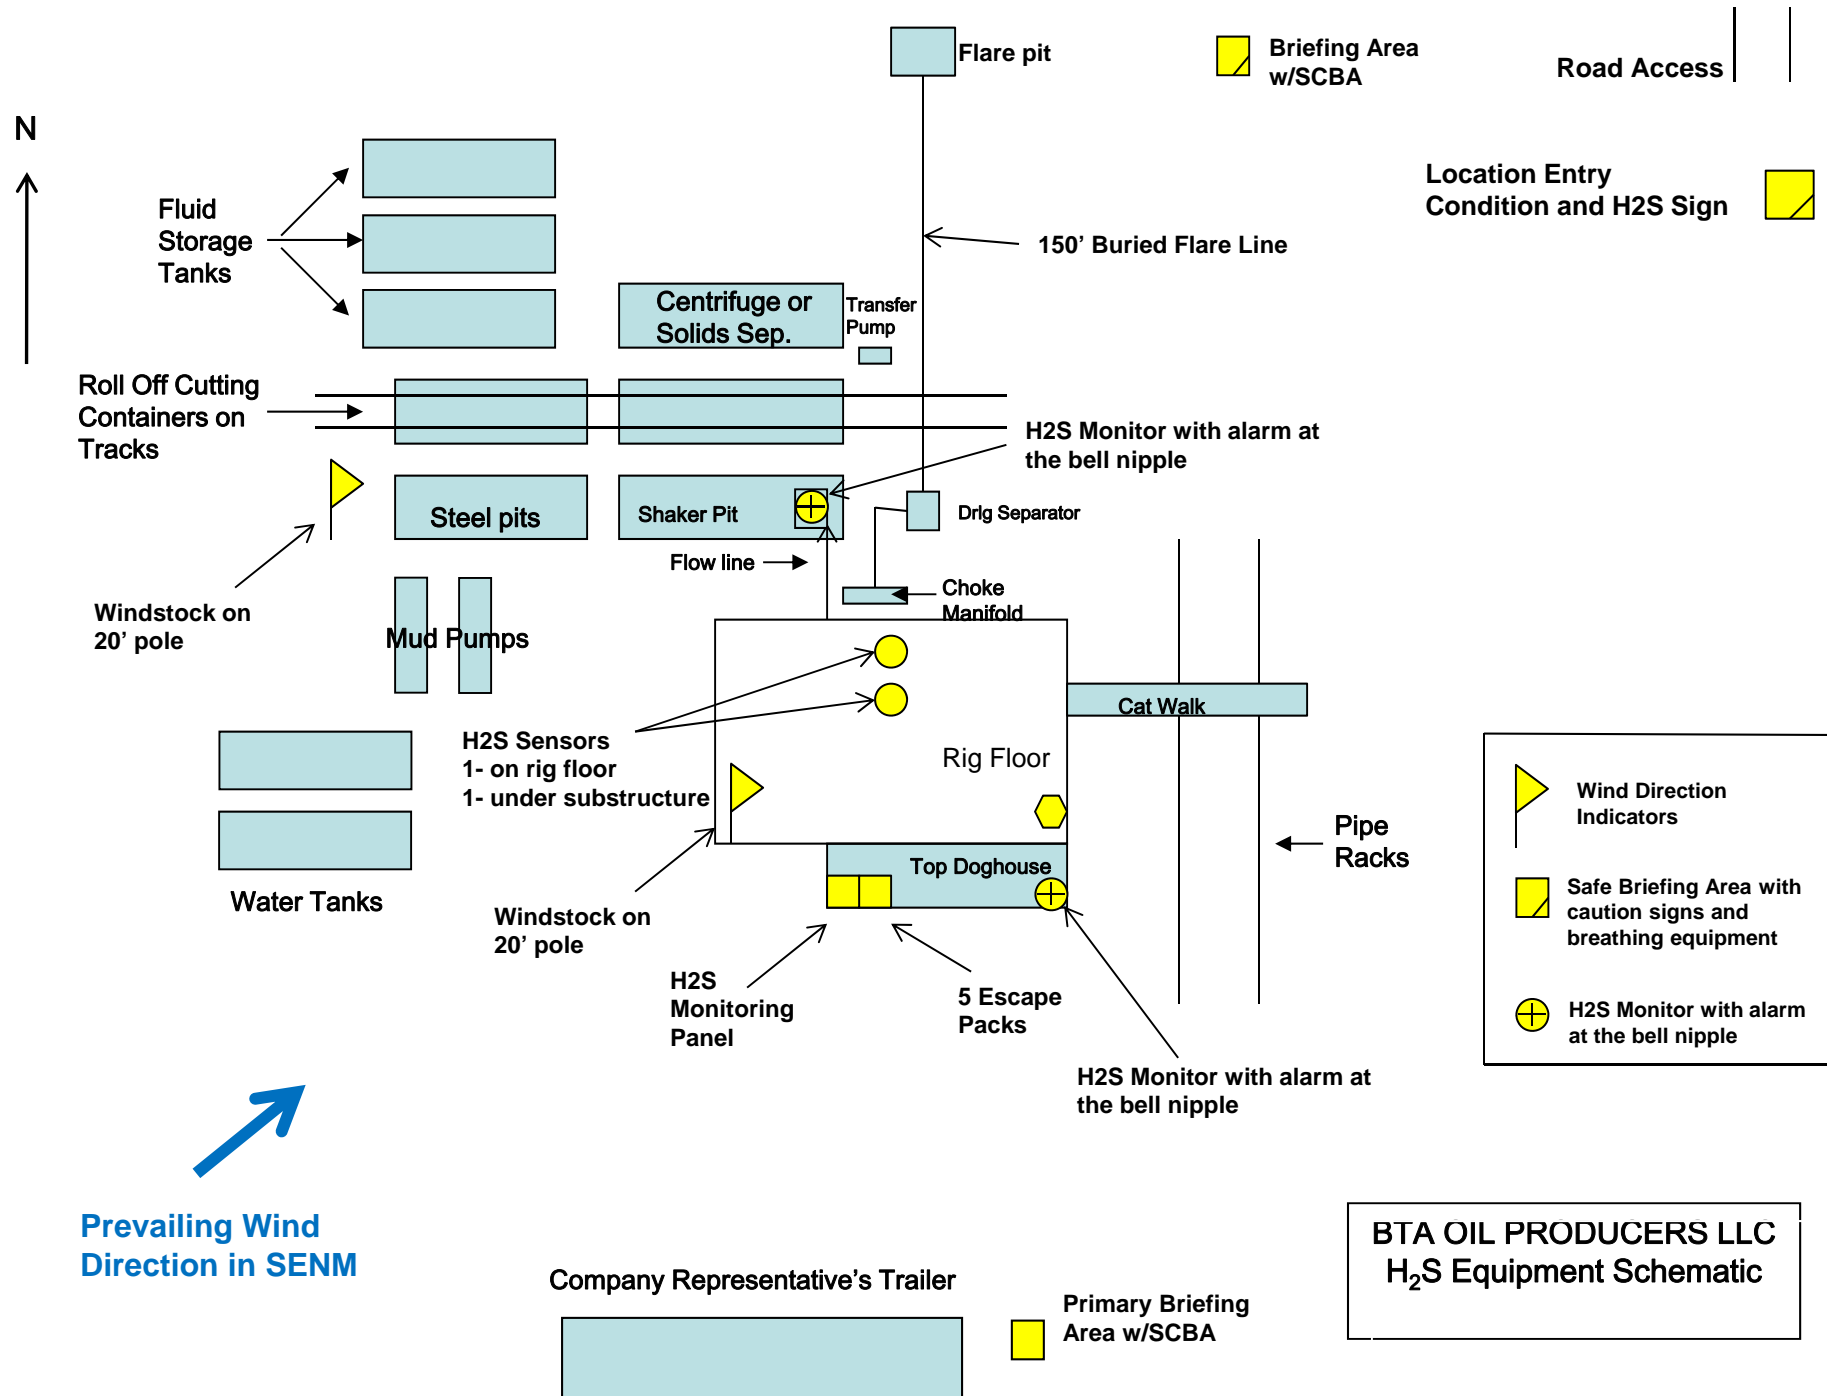 Flare pit
Briefing Area
w/SCBA
Road Access
N
Location Entry
Condition and H2S Sign
Fluid
Storage
Tanks
150' Buried Flare Line
Centrifuge or
Solids Sep.
Transfer
Pump
Roll Off Cutting
Containers on
Tracks
H2S Monitor with alarm at
the bell nipple
Steel pits
Shaker Pit
Drlg Separator
Flow line
Choke
Manifold
Windstock on
20' pole
Mud Pumps
Cat Walk
H2S Sensors
1- on rig floor
1- under substructure
Rig Floor
Wind Direction
Indicators
Pipe
Racks
Top Doghouse
Water Tanks
Safe Briefing Area with
caution signs and
breathing equipment
Windstock on
20' pole
H2S
Monitoring
Panel
5 Escape
Packs
H2S Monitor with alarm
at the bell nipple
H2S Monitor with alarm at
the bell nipple
Prevailing Wind
Direction in SENM
BTA OIL PRODUCERS LLC
H₂S Equipment Schematic
Company Representative's Trailer
Primary Briefing
Area w/SCBA